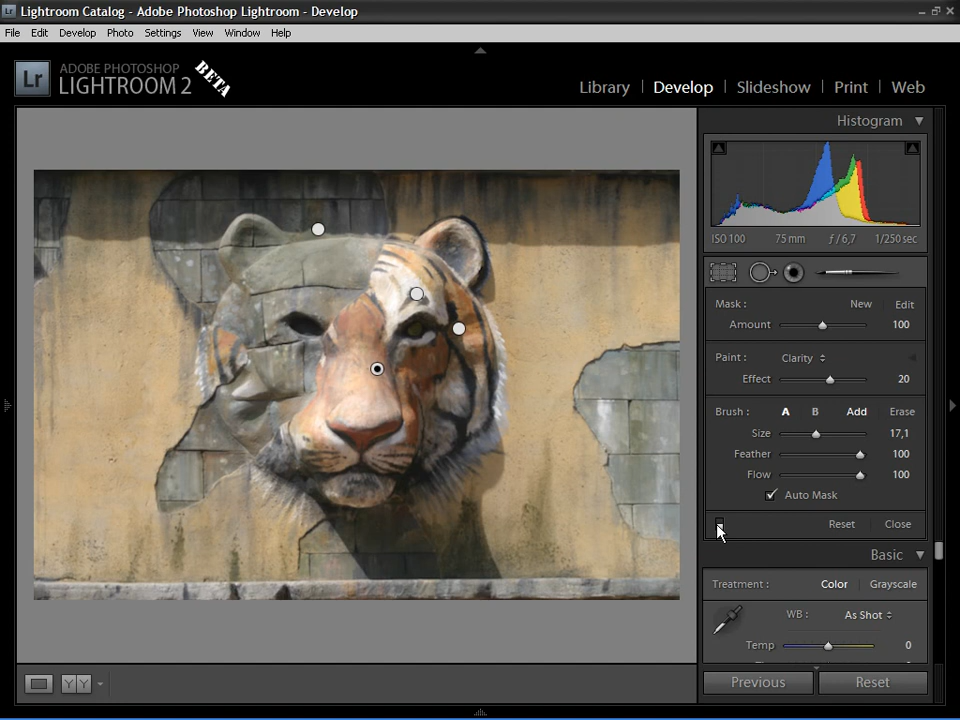 Lr Lightroom Catalog - Adobe Photoshop Lightroom - Develop
File Edit Develop Photo Settings View Window Help
Lr ADOBE PHOTOSHOP LIGHTROOM 2 BETA
Library | Develop | Slideshow | Print | Web
Histogram
ISO 100 75 mm ƒ / 6,7 1/250 sec
Mask : New Edit
Amount 100
Paint : Clarity
Effect 20
Brush : A B Add Erase
Size 17,1
Feather 100
Flow 100
Auto Mask
Reset Close
Basic
Treatment : Color Grayscale
WB : As Shot
Temp 0
Y Y
Previous Reset